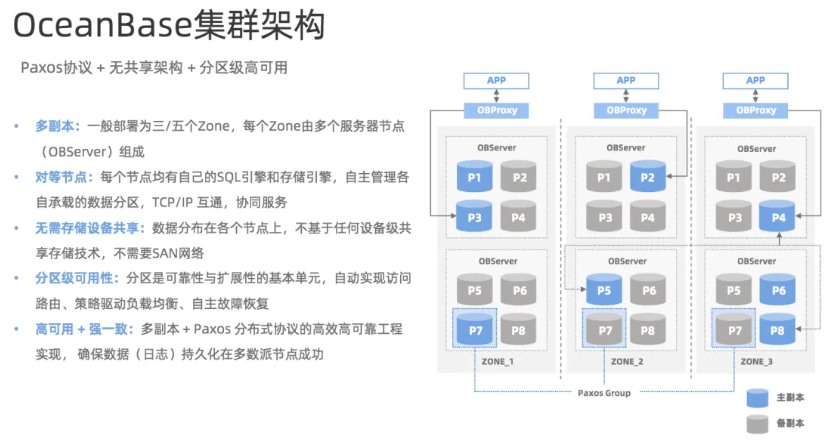 OceanBase集群架构
Paxos协议 + 无共享架构 + 分区级高可用
• 多副本：一般部署为三/五个Zone，每个Zone由多个服务器节点
（OBServer）组成
• 对等节点：每个节点均有自己的SQL引擎和存储引擎，自主管理各
自承载的数据分区，TCP/IP 互通，协同服务
• 无需存储设备共享：数据分布在各个节点上，不基于任何设备级共
享存储技术，不需要SAN网络
• 分区级可用性：分区是可靠性与扩展性的基本单元，自动实现访问
路由、策略驱动负载均衡、自主故障恢复
• 高可用 + 强一致：多副本 + Paxos 分布式协议的高效高可靠工程
实现， 确保数据（日志）持久化在多数派节点成功
APP APP APP
OBProxy OBProxy OBProxy
OBServer OBServer OBServer
P1 P2 P1 P2 P1 P2
P3 P4 P3 P4 P3 P4
OBServer OBServer OBServer
P5 P6 P5 P6 P5 P6
P7 P8 P7 P8 P7 P8
ZONE_1 ZONE_2 ZONE_3
Paxos Group
主副本
备副本